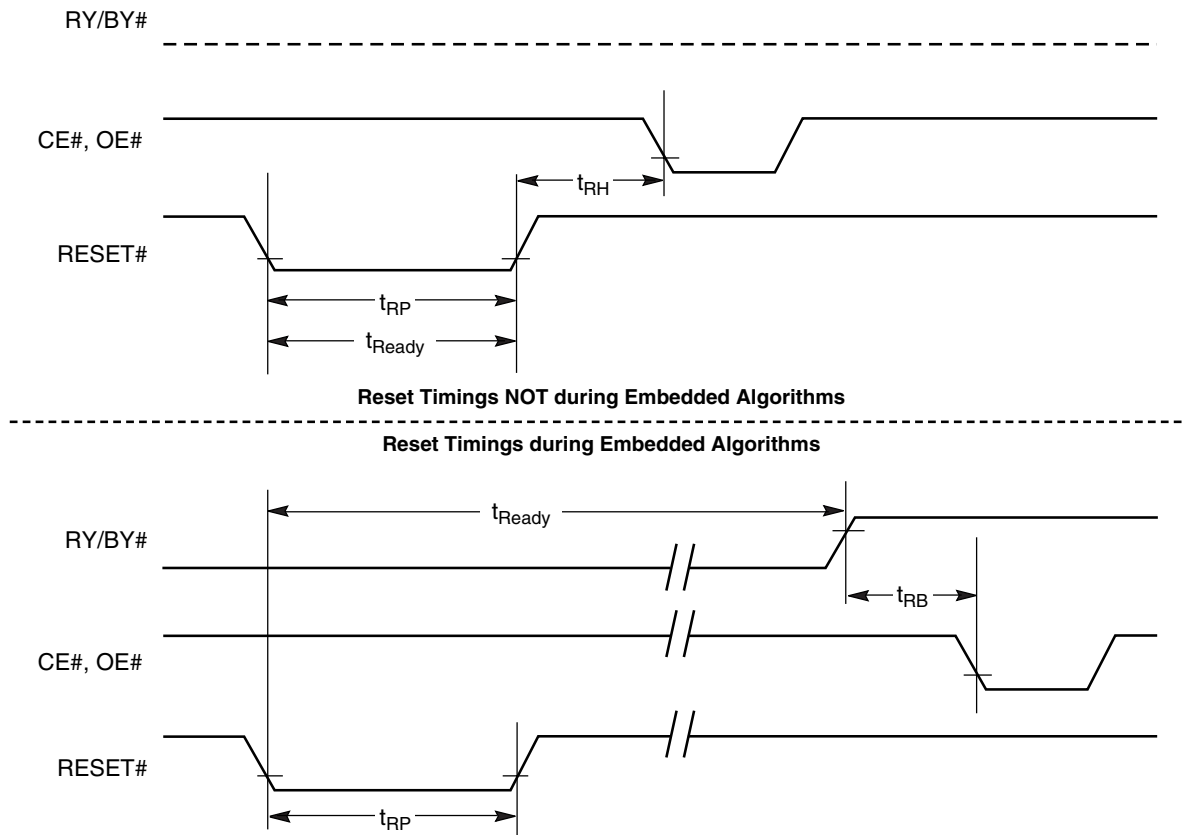 RY/BY#
CE#, OE#
tRH
RESET#
tRP
tReady
Reset Timings NOT during Embedded Algorithms
Reset Timings during Embedded Algorithms
tReady
RY/BY#
tRB
CE#, OE#
RESET#
tRP